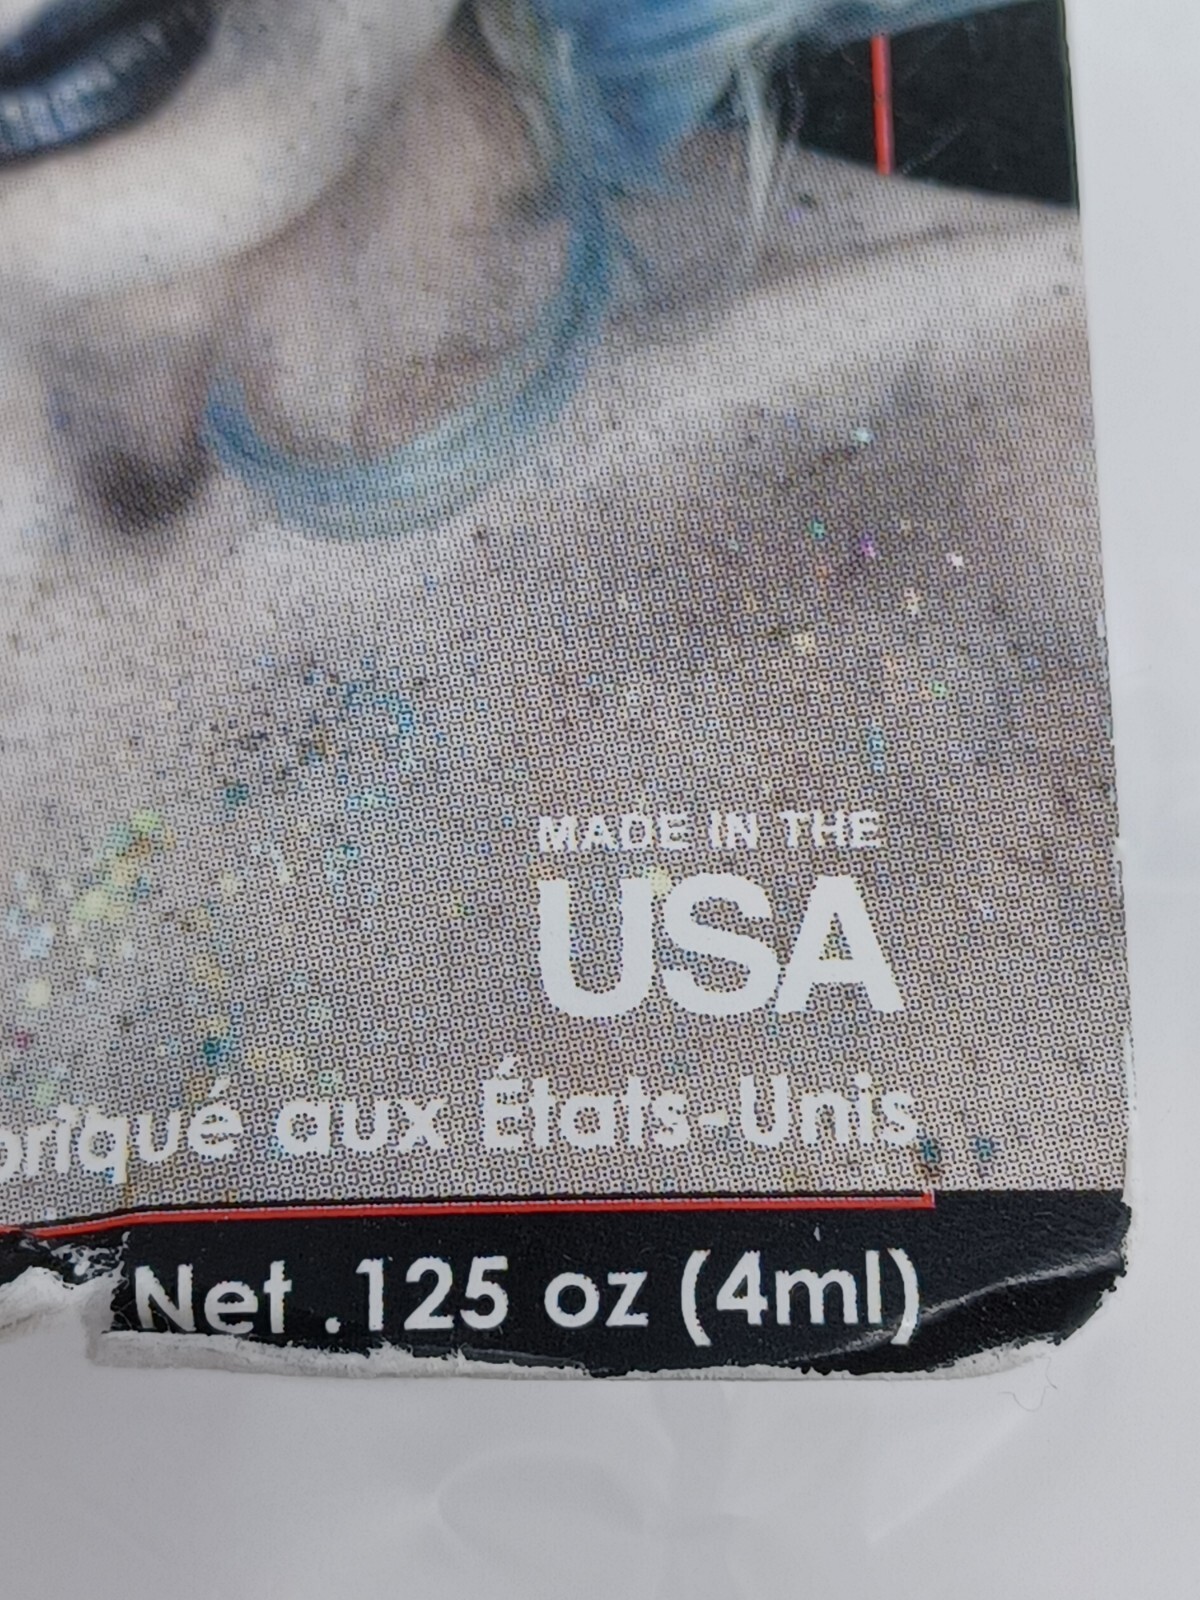 MADE IN THE
USA
briqué aux États-Unis
Net .125 oz (4ml)